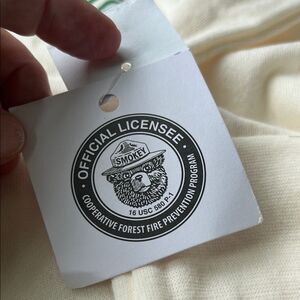 OFFICIAL LICENSEE
SMOKEY
16 USC 580 P-1
COOPERATIVE FOREST FIRE PREVENTION PROGRAM